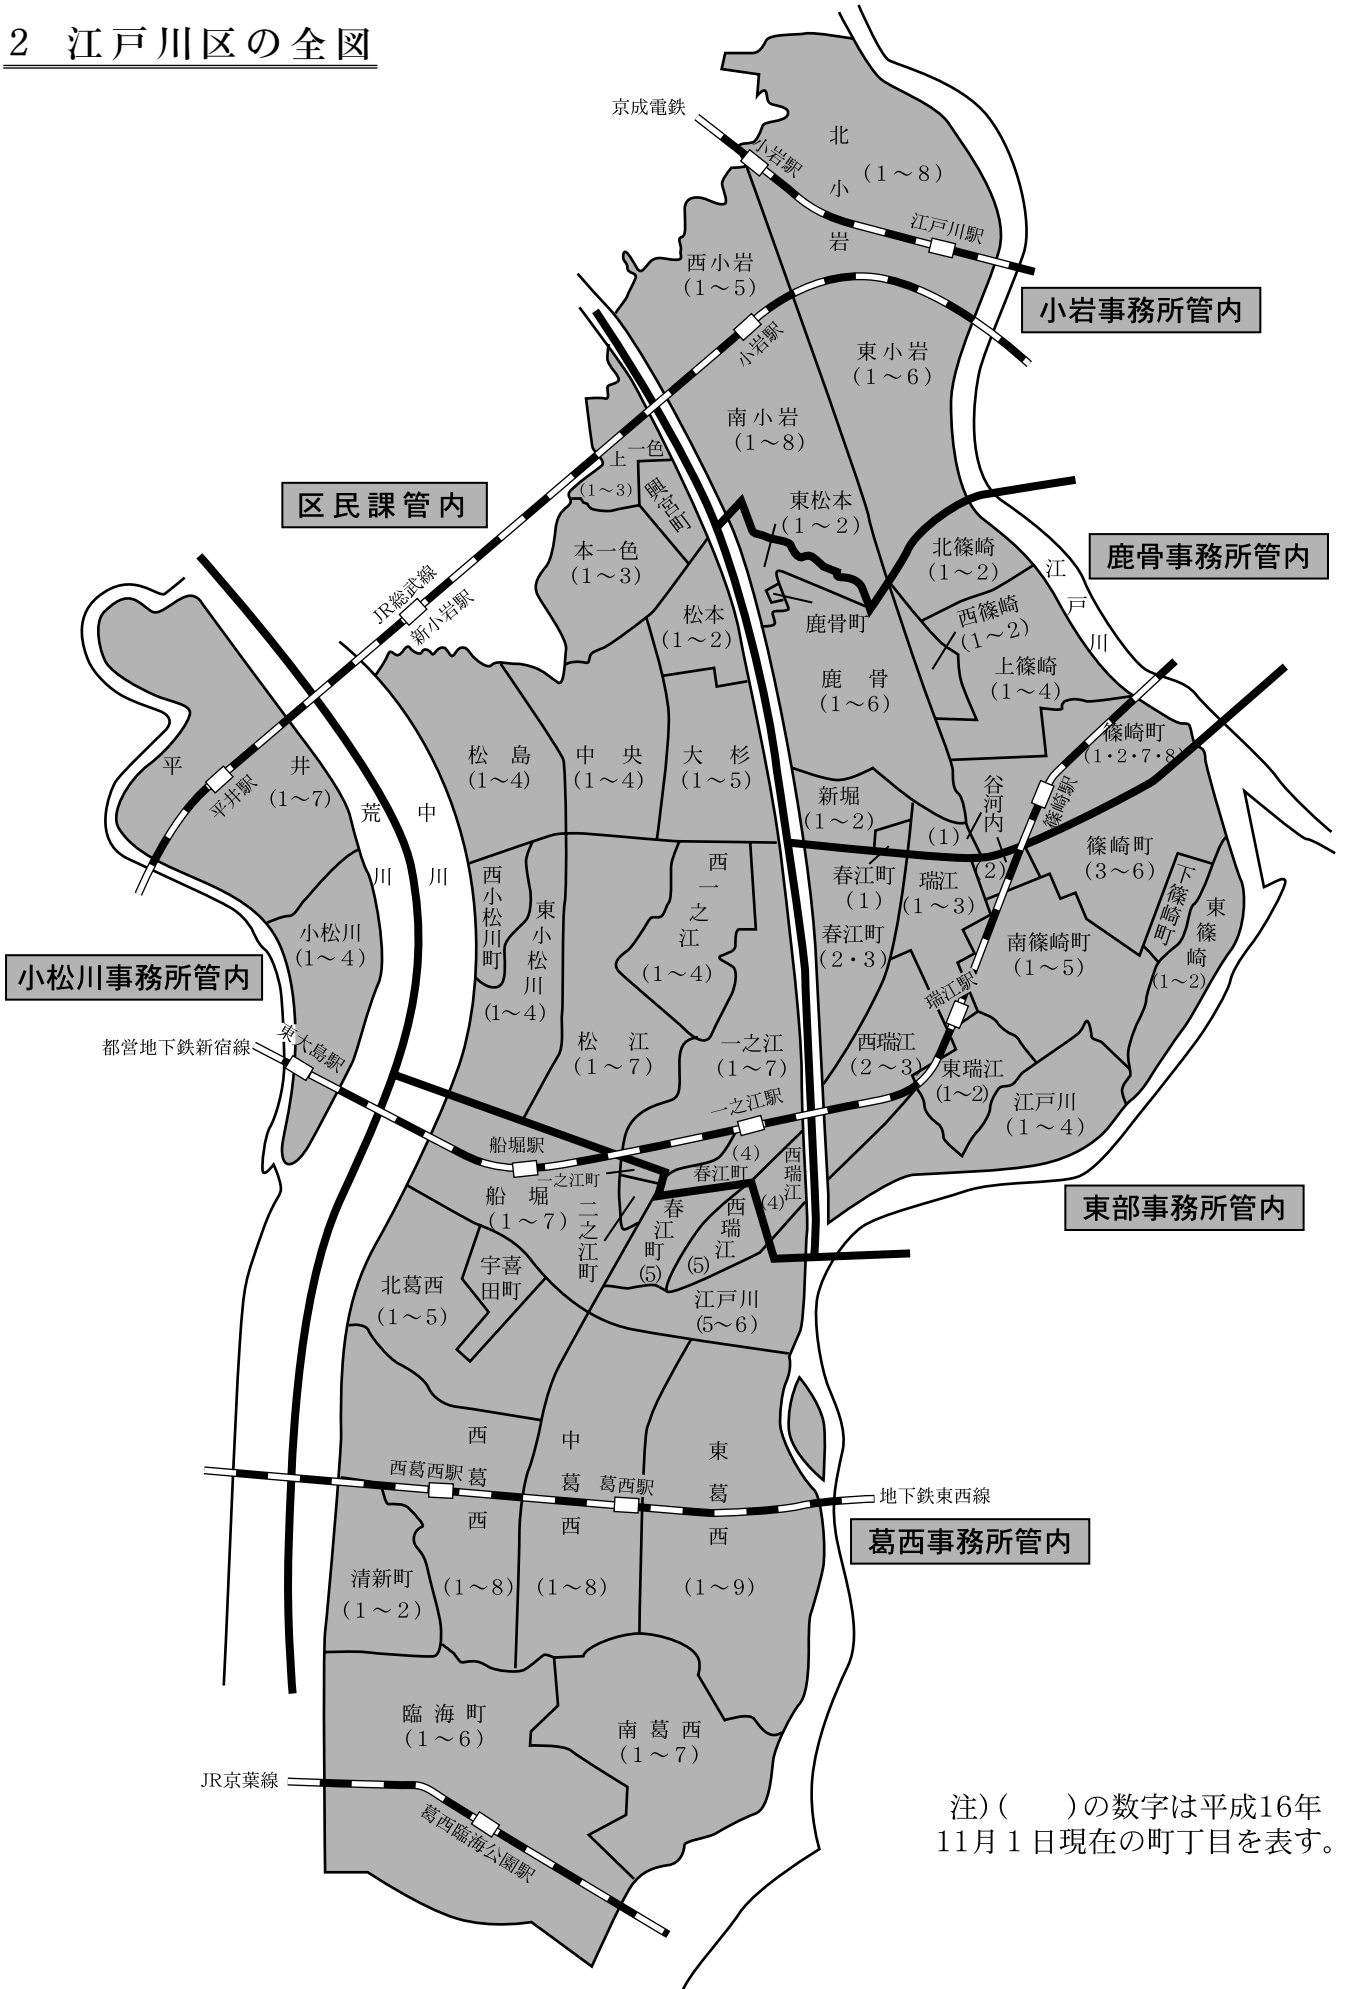 2 江戸川区の全図
京成電鉄
小岩駅
江戸川駅
北小岩
(1～8)
西小岩
(1～5)
小岩駅
小岩事務所管内
東小岩
(1～6)
南小岩
(1～8)
上一色
(1～3)
興宮町
区民課管内
東松本
(1～2)
本一色
(1～3)
北篠崎
(1～2)
鹿骨事務所管内
江戸川
JR総武線
新小岩駅
松本
(1～2)
鹿骨町
西篠崎
(1～2)
上篠崎
(1～4)
鹿骨
(1～6)
篠崎町
(1・2・7・8)
平井
(1～7)
平井駅
松島
(1～4)
中央
(1～4)
大杉
(1～5)
新堀
(1～2)
谷河内
(1)
(2)
篠崎駅
荒川
中川
篠崎町
(3～6)
下篠崎町
東篠崎
(1～2)
西小松川町
東小松川
(1～4)
西一之江
(1～4)
春江町
(1)
瑞江
(1～3)
春江町
(2・3)
南篠崎町
(1～5)
小松川
(1～4)
小松川事務所管内
瑞江駅
松江
(1～7)
一之江
(1～7)
西瑞江
(2～3)
東瑞江
(1～2)
江戸川
(1～4)
都営地下鉄新宿線
東大島駅
一之江駅
船堀駅
一之江町
春江町
(4)
西瑞江
(4)
船堀
(1～7)
二之江町
春江町
(5)
西瑞江
(5)
東部事務所管内
宇喜田町
北葛西
(1～5)
江戸川
(5～6)
西葛西
(1～8)
中葛西
(1～8)
東葛西
(1～9)
西葛西駅
葛西駅
地下鉄東西線
葛西事務所管内
清新町
(1～2)
臨海町
(1～6)
南葛西
(1～7)
JR京葉線
葛西臨海公園駅
注)(　　)の数字は平成16年
11月1日現在の町丁目を表す。